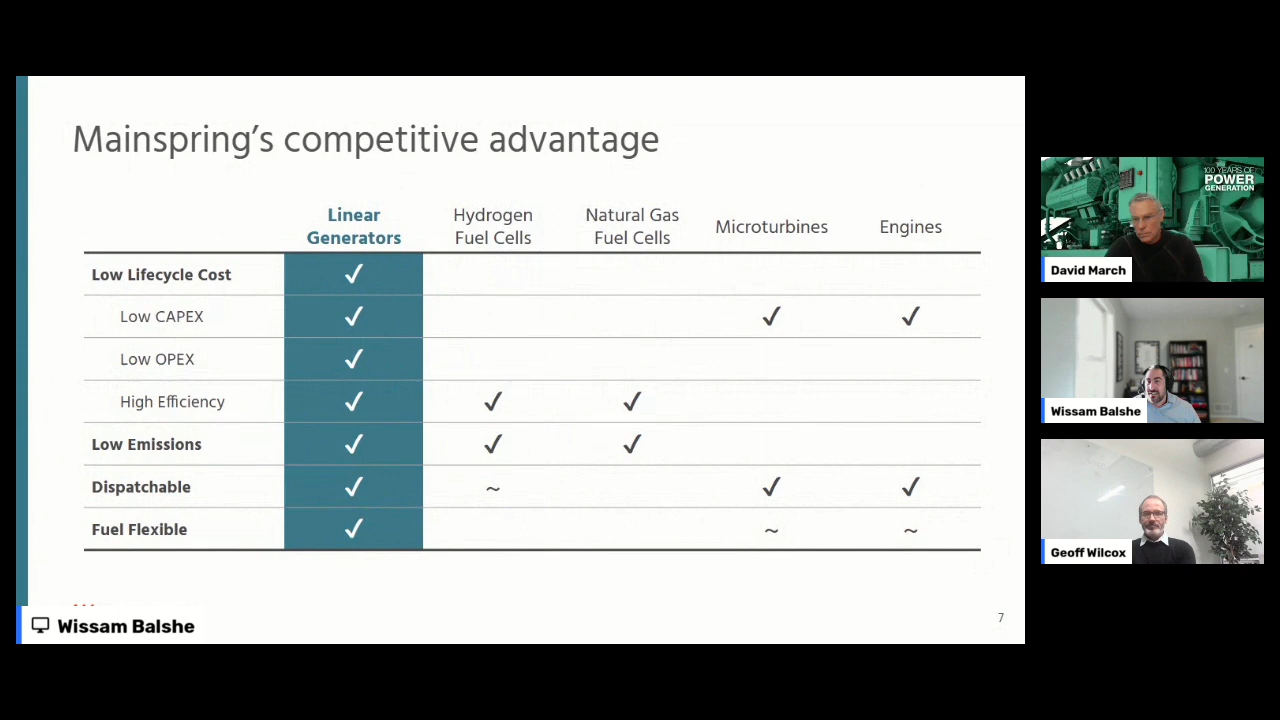 Mainspring's competitive advantage
Linear Generators
Hydrogen Fuel Cells
Natural Gas Fuel Cells
Microturbines
Engines
Low Lifecycle Cost ✓
Low CAPEX ✓ ✓ ✓
Low OPEX ✓
High Efficiency ✓ ✓ ✓
Low Emissions ✓ ✓ ✓
Dispatchable ✓ ~ ✓ ✓
Fuel Flexible ✓ ~ ~
7
Wissam Balshe
100 YEARS OF
POWER
GENERATION
David March
Wissam Balshe
Geoff Wilcox